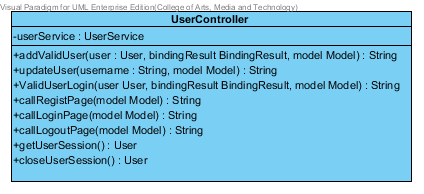 Visual Paradigm for UML Enterprise Edition(College of Arts, Media and Technology)
UserController
-userService : UserService
+addValidUser(user : User, bindingResult BindingResult, model Model) : String
+updateUser(username : String, model Model) : String
+ValidUserLogin(user User, bindingResult BindingResult, model Model) : String
+callRegistPage(model Model) : String
+callLoginPage(model Model) : String
+callLogoutPage(model Model) : String
+getUserSession() : User
+closeUserSession() : User